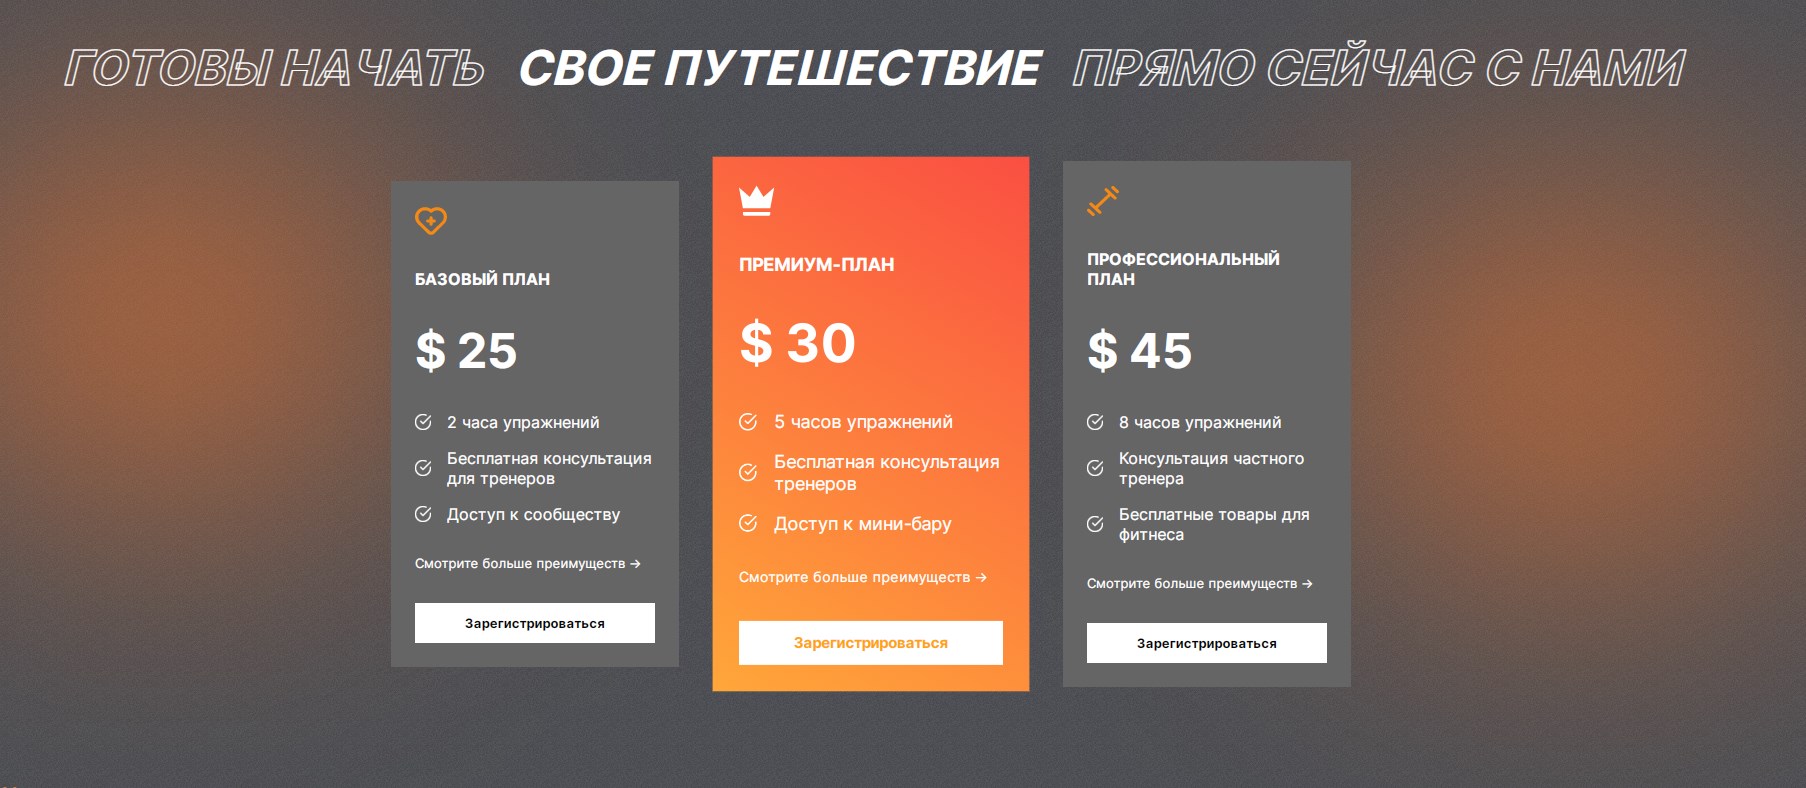 ГОТОВЫ НАЧАТЬ СВОЕ ПУТЕШЕСТВИЕ ПРЯМО СЕЙЧАС С НАМИ
БАЗОВЫЙ ПЛАН
$ 25
2 часа упражнений
Бесплатная консультация
для тренеров
Доступ к сообществу
Смотрите больше преимуществ →
Зарегистрироваться
ПРЕМИУМ-ПЛАН
$ 30
5 часов упражнений
Бесплатная консультация
тренеров
Доступ к мини-бару
Смотрите больше преимуществ →
Зарегистрироваться
ПРОФЕССИОНАЛЬНЫЙ
ПЛАН
$ 45
8 часов упражнений
Консультация частного
тренера
Бесплатные товары для
фитнеса
Смотрите больше преимуществ →
Зарегистрироваться